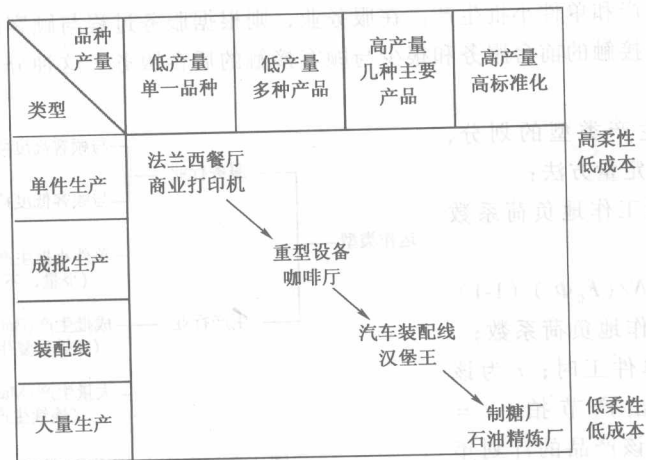 品种
产量
类型
低产量
单一品种
低产量
多种产品
高产量
几种主要
产品
高产量
高标准化
单件生产
成批生产
装配线
大量生产
法兰西餐厅
商业打印机
重型设备
咖啡厅
汽车装配线
汉堡王
制糖厂
石油精炼厂
高柔性
低成本
低柔性
低成本